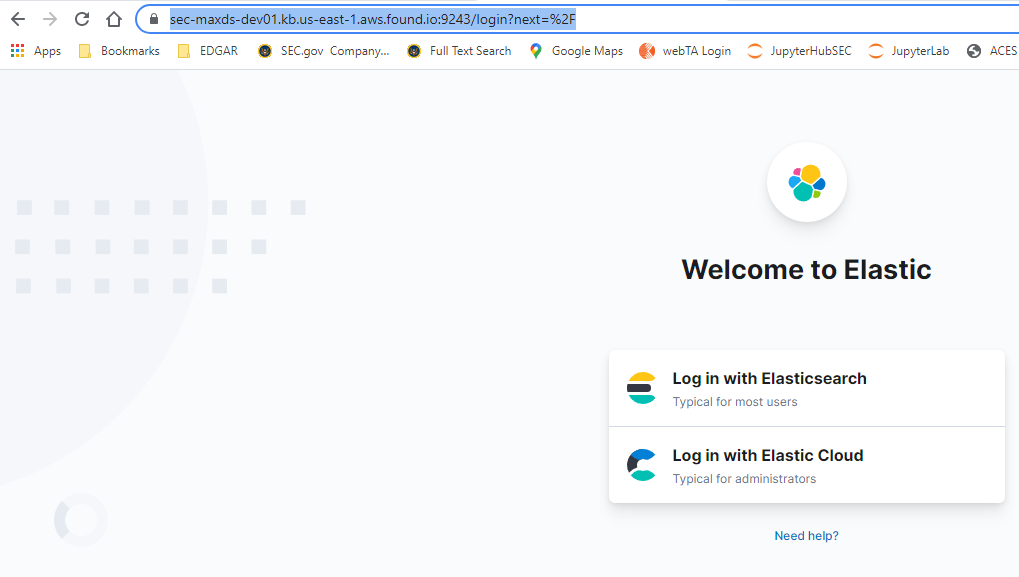 sec-maxds-dev01.kb.us-east-1.aws.found.io:9243/login?next=%2F
Apps Bookmarks EDGAR SEC.gov Company... Full Text Search Google Maps webTA Login JupyterHubSEC JupyterLab ACES
Welcome to Elastic
Log in with Elasticsearch
Typical for most users
Log in with Elastic Cloud
Typical for administrators
Need help?